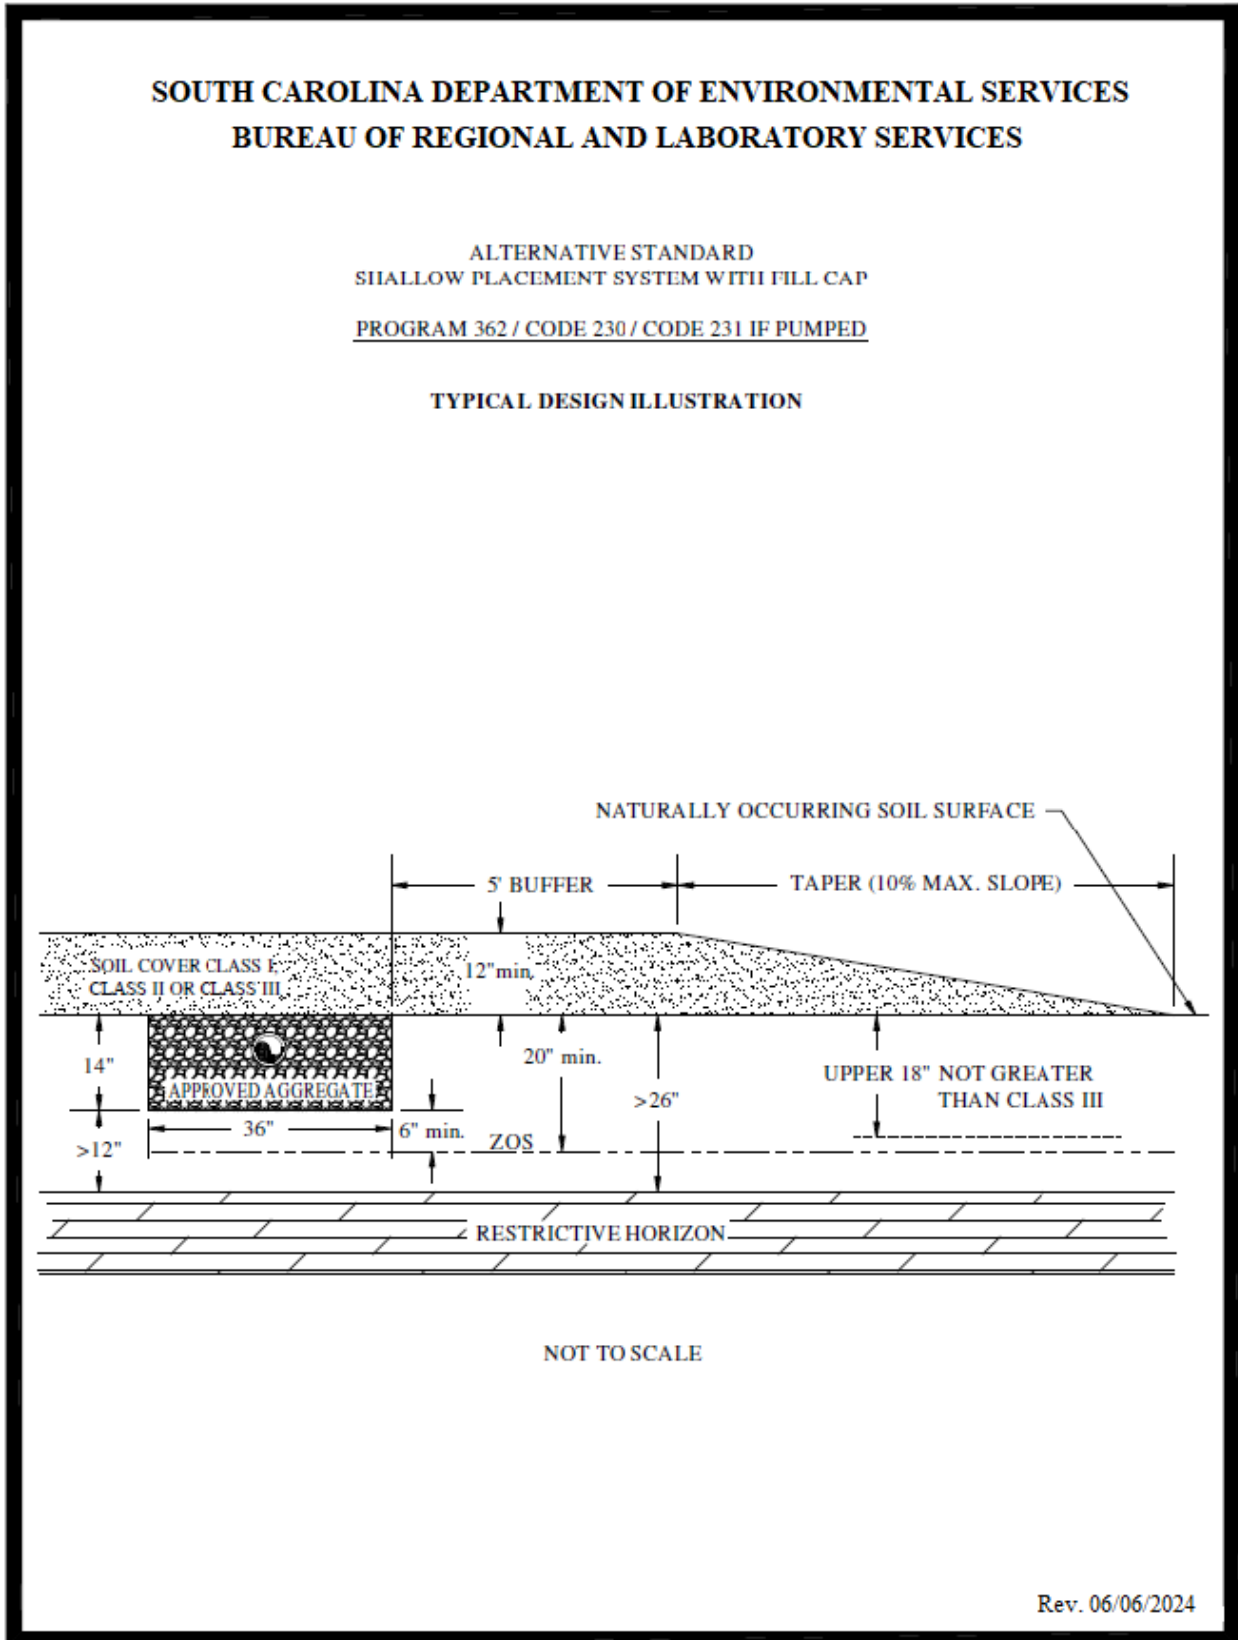 SOUTH CAROLINA DEPARTMENT OF ENVIRONMENTAL SERVICES
BUREAU OF REGIONAL AND LABORATORY SERVICES
ALTERNATIVE STANDARD
SHALLOW PLACEMENT SYSTEM WITH FILL CAP
PROGRAM 362 / CODE 230 / CODE 231 IF PUMPED
TYPICAL DESIGN ILLUSTRATION
NATURALLY OCCURRING SOIL SURFACE
5' BUFFER
TAPER (10% MAX. SLOPE)
SOIL COVER CLASS I,
CLASS II OR CLASS III
12"min.
14"
APPROVED AGGREGATE
20" min.
>26"
UPPER 18" NOT GREATER
THAN CLASS III
36"
6" min.
ZOS
>12"
RESTRICTIVE HORIZON
NOT TO SCALE
Rev. 06/06/2024